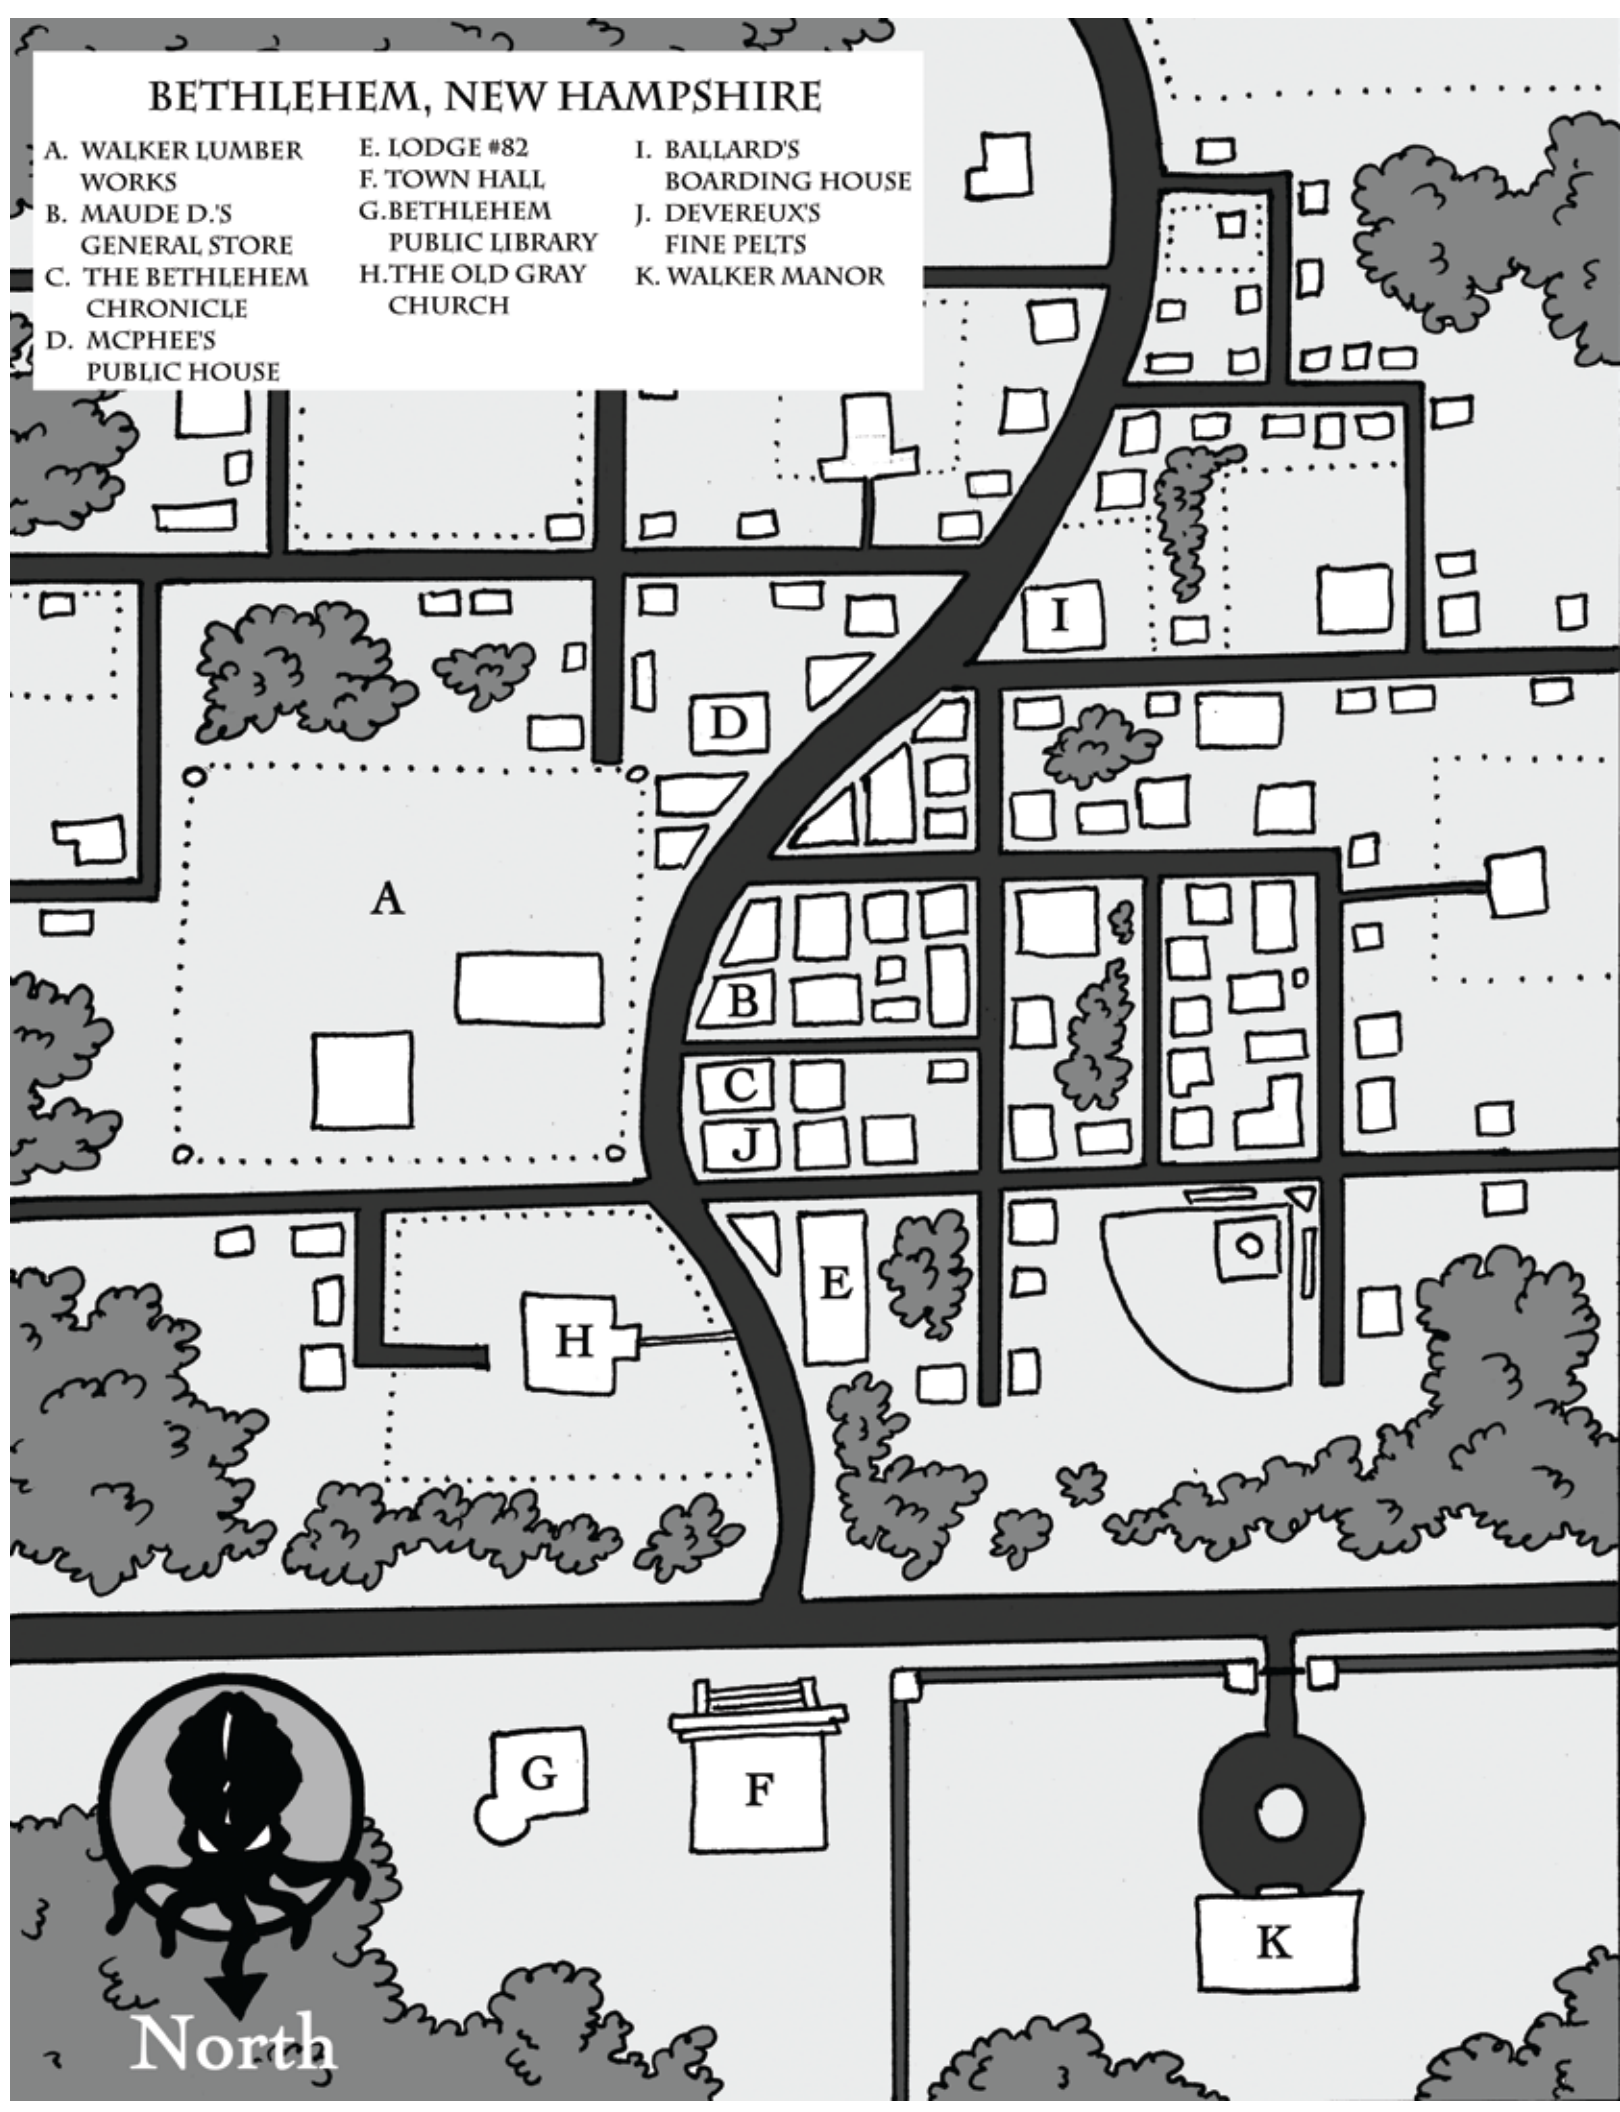 BETHLEHEM, NEW HAMPSHIRE
A. WALKER LUMBER
WORKS
B. MAUDE D.'S
GENERAL STORE
C. THE BETHLEHEM
CHRONICLE
D. MCPHEE'S
PUBLIC HOUSE
E. LODGE #82
F. TOWN HALL
G.BETHLEHEM
PUBLIC LIBRARY
H.THE OLD GRAY
CHURCH
I. BALLARD'S
BOARDING HOUSE
J. DEVEREUX'S
FINE PELTS
K. WALKER MANOR
I
D
A
B
C
J
E
H
G
F
K
North